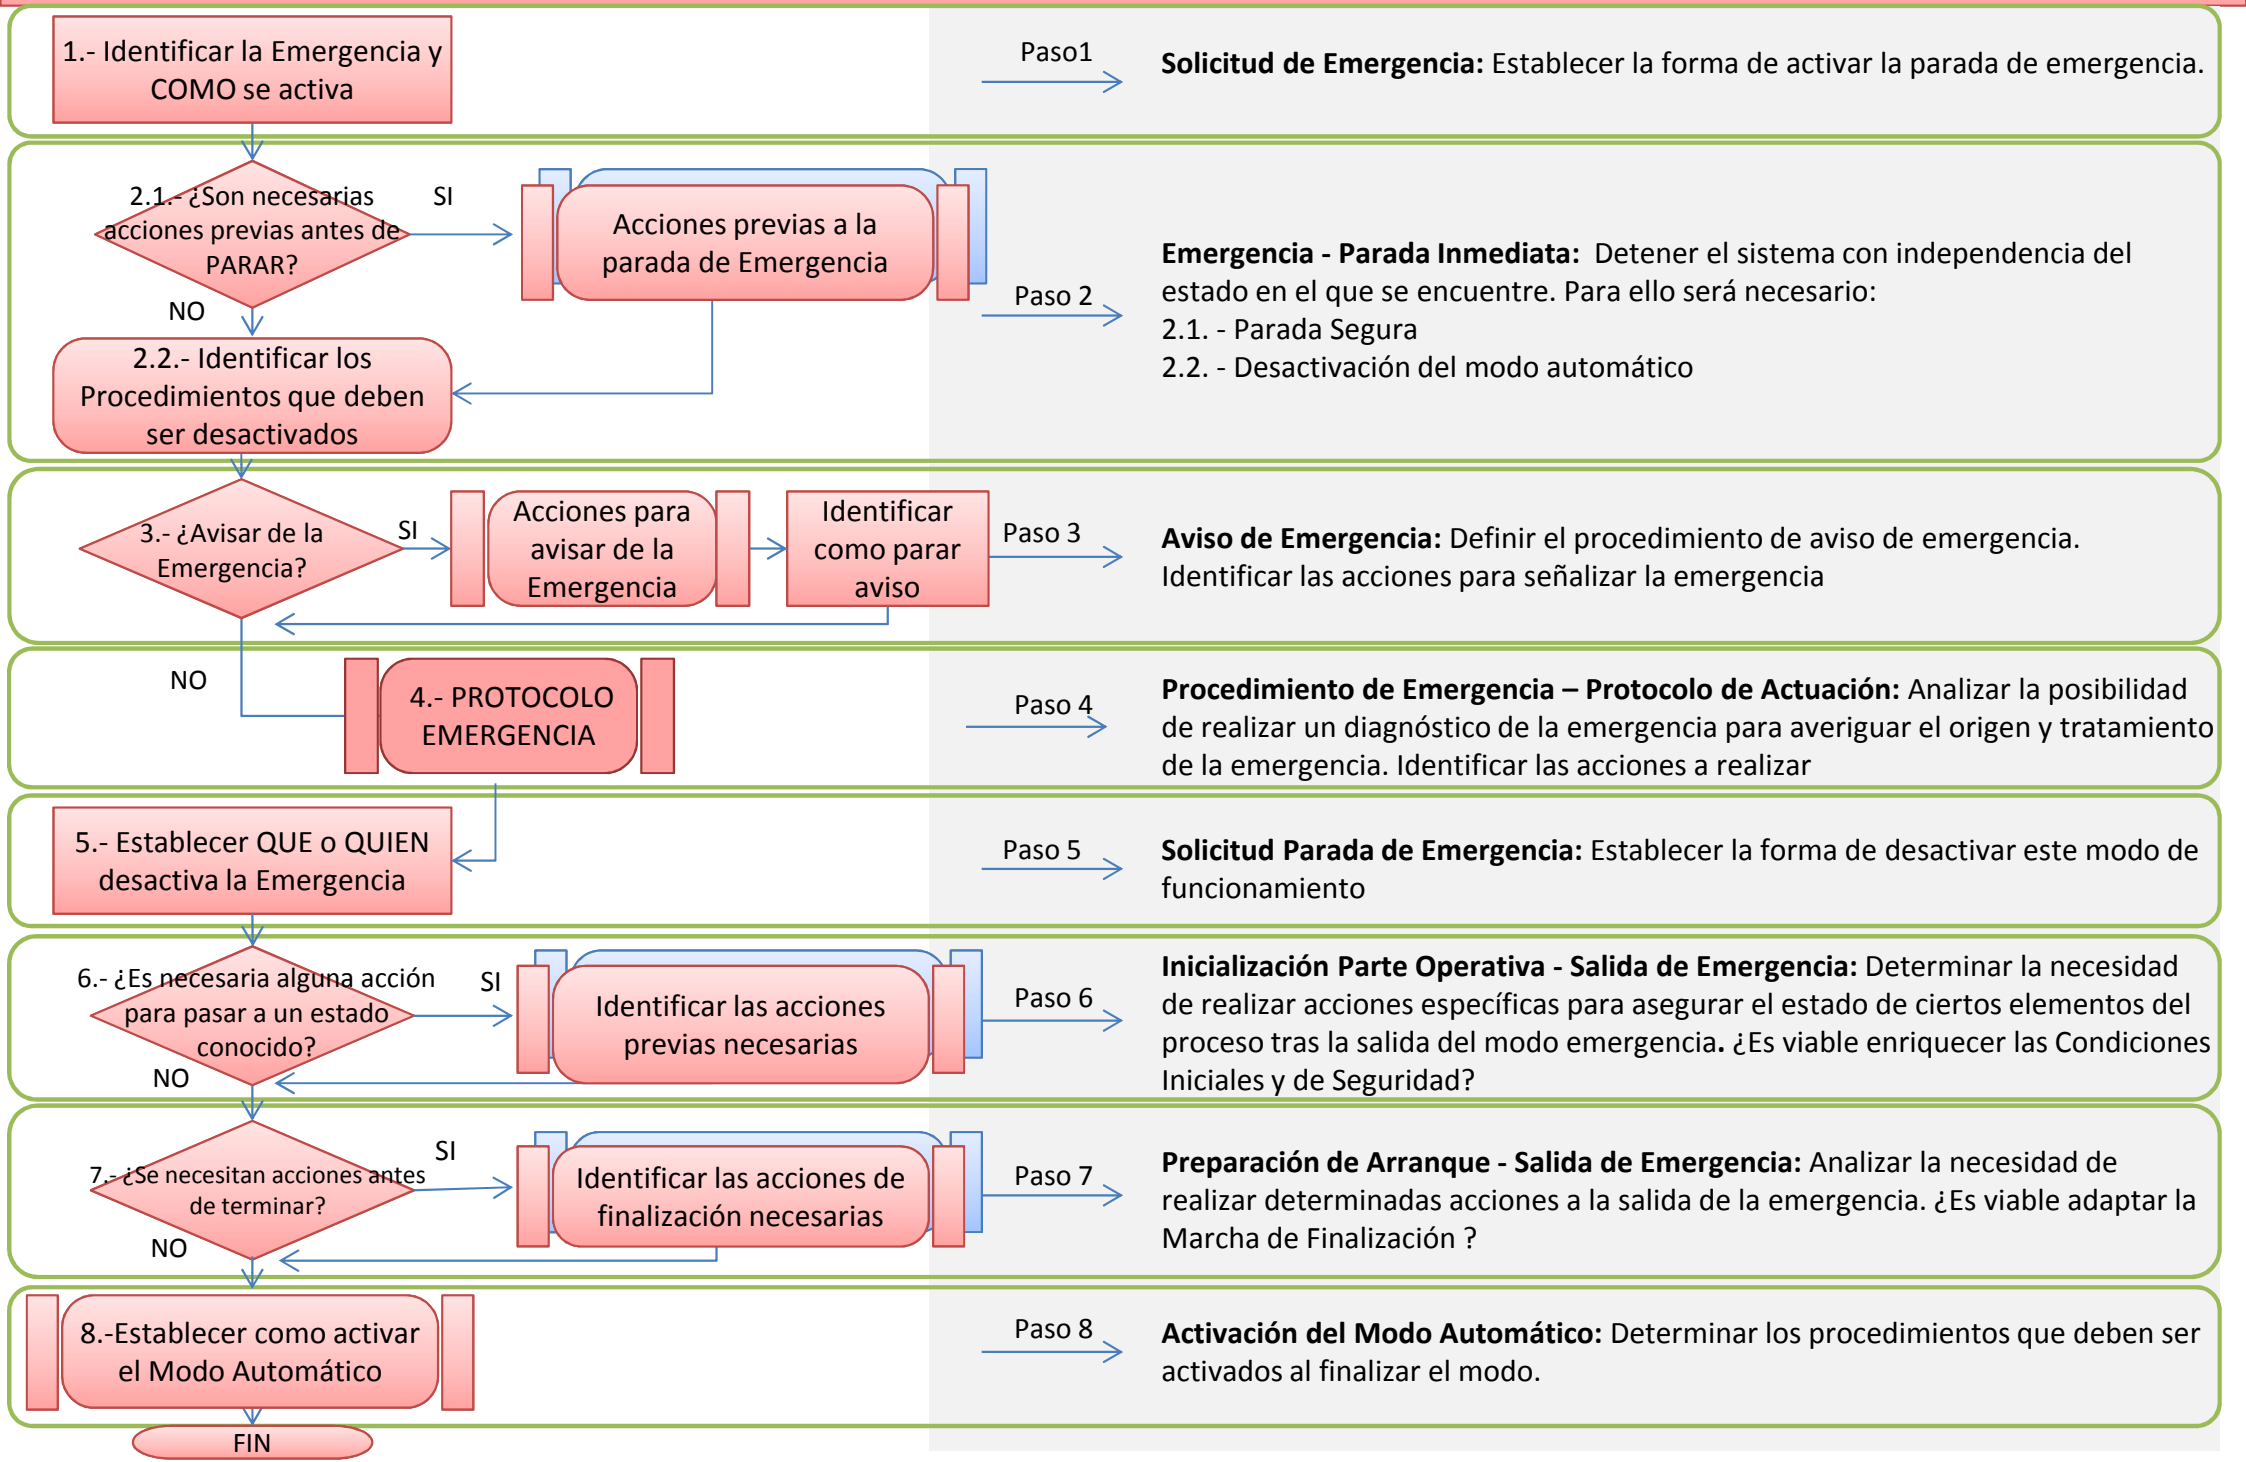 1.- Identificar la Emergencia y
COMO se activa
Paso1
Solicitud de Emergencia: Establecer la forma de activar la parada de emergencia.
2.1.- ¿Son necesarias
acciones previas antes de
PARAR?
SI
NO
Acciones previas a la
parada de Emergencia
2.2.- Identificar los
Procedimientos que deben
ser desactivados
Paso 2
Emergencia - Parada Inmediata: Detener el sistema con independencia del
estado en el que se encuentre. Para ello será necesario:
2.1. - Parada Segura
2.2. - Desactivación del modo automático
3.- ¿Avisar de la
Emergencia?
SI
NO
Acciones para
avisar de la
Emergencia
Identificar
como parar
aviso
Paso 3
Aviso de Emergencia: Definir el procedimiento de aviso de emergencia.
Identificar las acciones para señalizar la emergencia
4.- PROTOCOLO
EMERGENCIA
Paso 4
Procedimiento de Emergencia – Protocolo de Actuación: Analizar la posibilidad
de realizar un diagnóstico de la emergencia para averiguar el origen y tratamiento
de la emergencia. Identificar las acciones a realizar
5.- Establecer QUE o QUIEN
desactiva la Emergencia
Paso 5
Solicitud Parada de Emergencia: Establecer la forma de desactivar este modo de
funcionamiento
6.- ¿Es necesaria alguna acción
para pasar a un estado
conocido?
SI
NO
Identificar las acciones
previas necesarias
Paso 6
Inicialización Parte Operativa - Salida de Emergencia: Determinar la necesidad
de realizar acciones específicas para asegurar el estado de ciertos elementos del
proceso tras la salida del modo emergencia. ¿Es viable enriquecer las Condiciones
Iniciales y de Seguridad?
7.- ¿Se necesitan acciones antes
de terminar?
SI
NO
Identificar las acciones de
finalización necesarias
Paso 7
Preparación de Arranque - Salida de Emergencia: Analizar la necesidad de
realizar determinadas acciones a la salida de la emergencia. ¿Es viable adaptar la
Marcha de Finalización ?
8.-Establecer como activar
el Modo Automático
Paso 8
Activación del Modo Automático: Determinar los procedimientos que deben ser
activados al finalizar el modo.
FIN